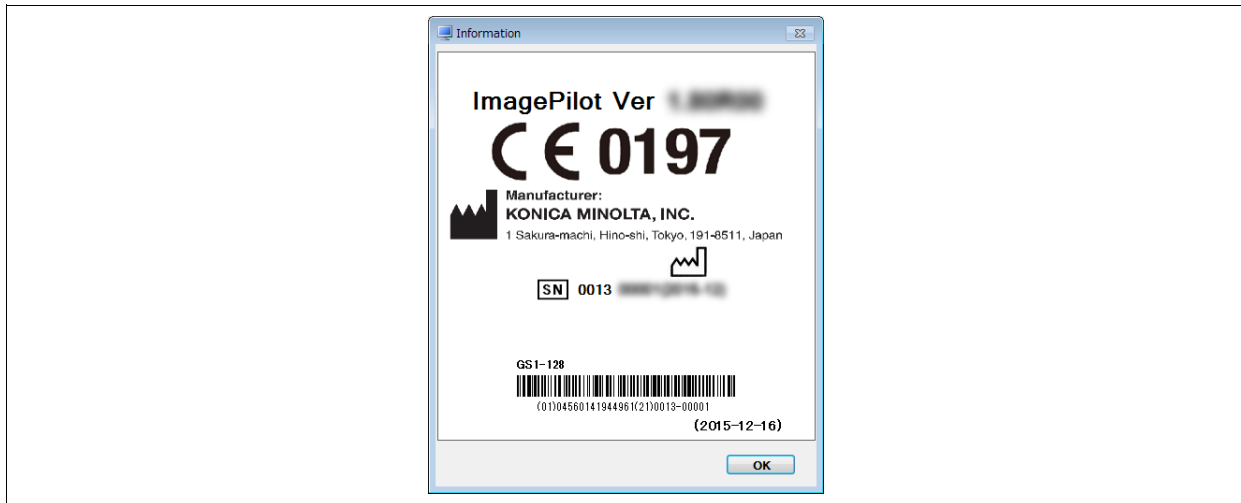 Information
ImagePilot Ver
CE 0197
Manufacturer:
KONICA MINOLTA, INC.
1 Sakura-machi, Hino-shi, Tokyo, 191-8511, Japan
SN 0013
GS1-128
(01)04560141944961(21)0013-00001
(2015-12-16)
OK